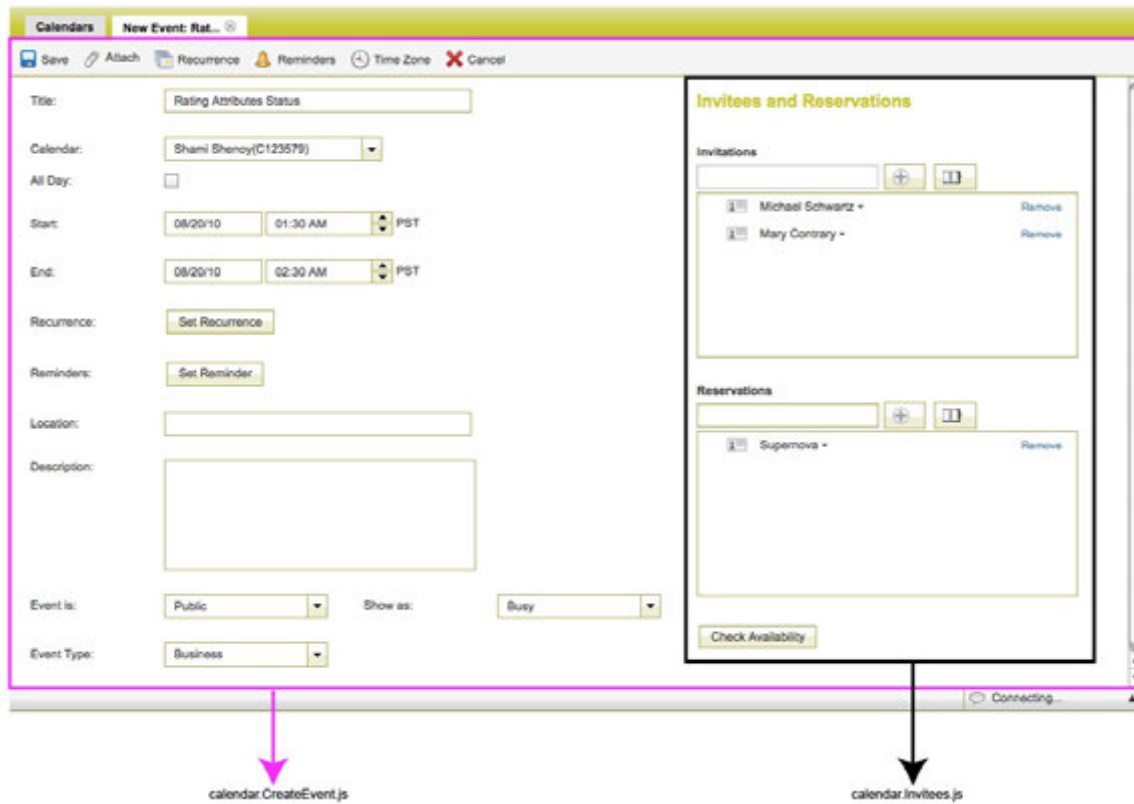 Calendars New Event: Rat...
Save Attach Recurrence Reminders Time Zone Cancel
Title: Rating Attributes Status
Calendar: Shami Shenoy(C123579)
All Day:
Start: 08/20/10 01:30 AM PST
End: 08/20/10 02:30 AM PST
Recurrence: Set Recurrence
Reminders: Set Reminder
Location:
Description:
Event is: Public Show as: Busy
Event Type: Business
Invitees and Reservations
Invitations
Michael Schwartz Remove
Mary Contrary Remove
Reservations
Supernova Remove
Check Availability
Connecting...
calendar.CreateEvent.js
calendar.Invitees.js